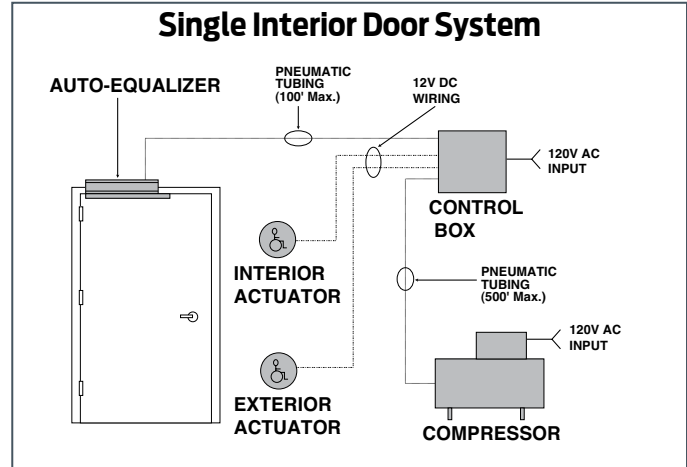 Single Interior Door System
AUTO-EQUALIZER
PNEUMATIC
TUBING
(100' Max.)
12V DC
WIRING
120V AC
INPUT
CONTROL
BOX
INTERIOR
ACTUATOR
PNEUMATIC
TUBING
(500' Max.)
120V AC
INPUT
EXTERIOR
ACTUATOR
COMPRESSOR